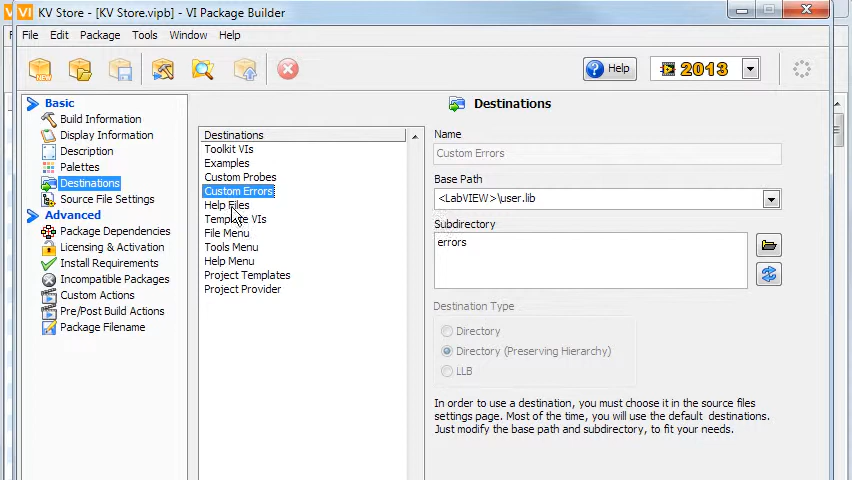 KV Store - [KV Store.vipb] - VI Package Builder
File Edit Package Tools Window Help
NEW
Help
2013
Basic
Build Information
Display Information
Description
Palettes
Destinations
Source File Settings
Advanced
Package Dependencies
Licensing & Activation
Install Requirements
Incompatible Packages
Custom Actions
Pre/Post Build Actions
Package Filename
Destinations
Destinations
Toolkit VIs
Examples
Custom Probes
Custom Errors
Help Files
Template VIs
File Menu
Tools Menu
Help Menu
Project Templates
Project Provider
Name
Custom Errors
Base Path
<LabVIEW>\user.lib
Subdirectory
errors
Destination Type
Directory
Directory (Preserving Hierarchy)
LLB
In order to use a destination, you must choose it in the source files
settings page. Most of the time, you will use the default destinations.
Just modify the base path and subdirectory, to fit your needs.